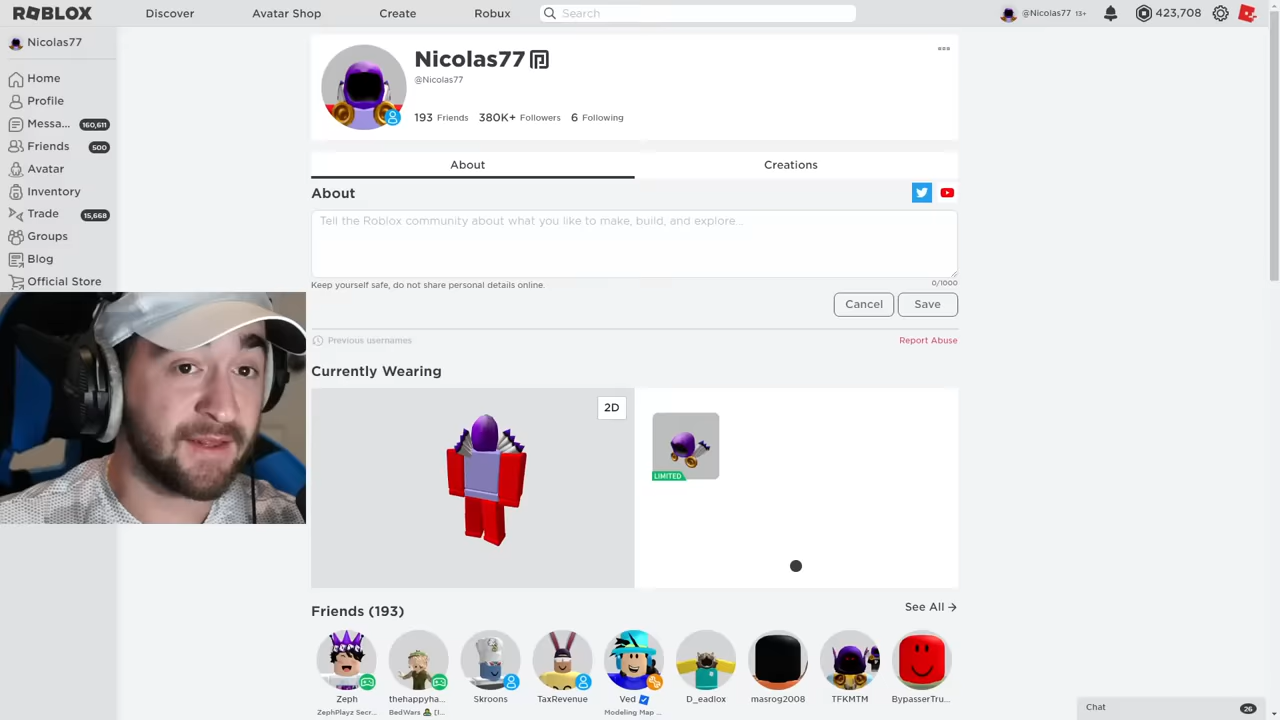 ROBLOX
Discover
Avatar Shop
Create
Robux
Search
@Nicolas77 13+
423,708
Nicolas77
Home
Profile
Messa... 160,611
Friends 500
Avatar
Inventory
Trade 15,668
Groups
Blog
Official Store
Nicolas77
@Nicolas77
193 Friends 380K+ Followers 6 Following
About
Creations
About
Tell the Roblox community about what you like to make, build, and explore...
Keep yourself safe, do not share personal details online.
0/1000
Cancel
Save
Previous usernames
Report Abuse
Currently Wearing
2D
LIMITED
Friends (193)
See All
Zeph
thehappyha...
Skroons
TaxRevenue
Ved
D_eadlox
masrog2008
TFKMTM
BypasserTru...
ZephPlayz Secr...
BedWars [I...
Modeling Map ...
Chat
26